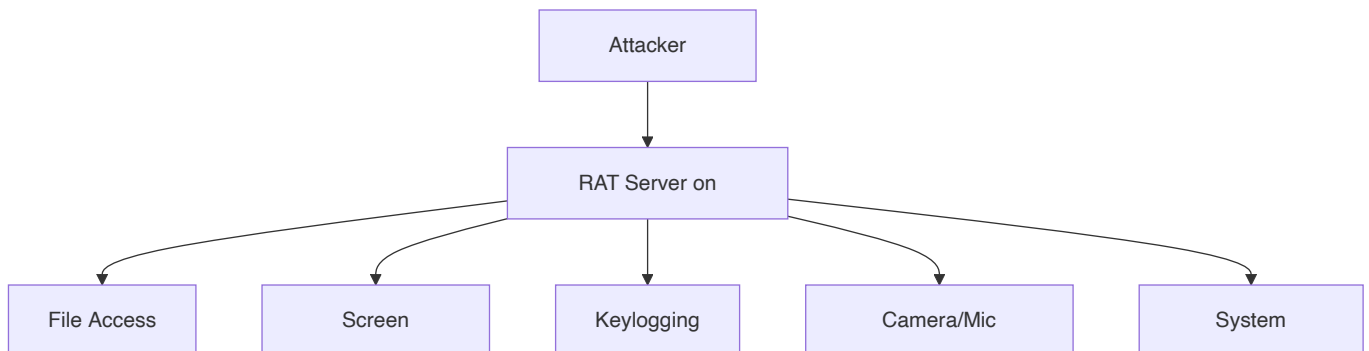 Attacker
RAT Server on
File Access
Screen
Keylogging
Camera/Mic
System